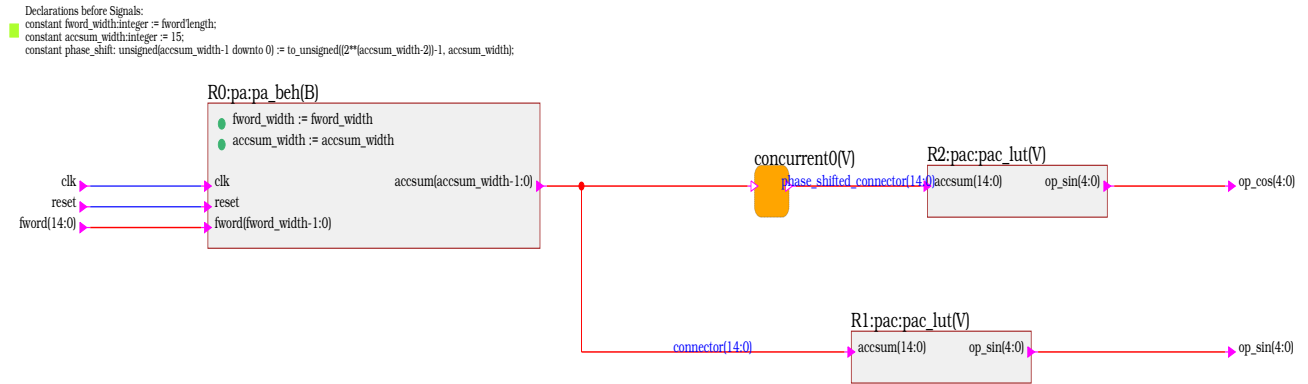 Declarations before Signals:
constant fword_width:integer := fword'length;
constant accsum_width:integer := 15;
constant phase_shift: unsigned(accsum_width-1 downto 0) := to_unsigned((2**(accsum_width-2))-1, accsum_width);
R0:pa:pa_beh(B)
fword_width := fword_width
accsum_width := accsum_width
clk
clk
accsum(accsum_width-1:0)
reset
reset
fword(14:0)
fword(fword_width-1:0)
concurrent0(V)
phase_shifted_connector(14:0)
R2:pac:pac_lut(V)
accsum(14:0)
op_sin(4:0)
op_cos(4:0)
connector(14:0)
R1:pac:pac_lut(V)
accsum(14:0)
op_sin(4:0)
op_sin(4:0)